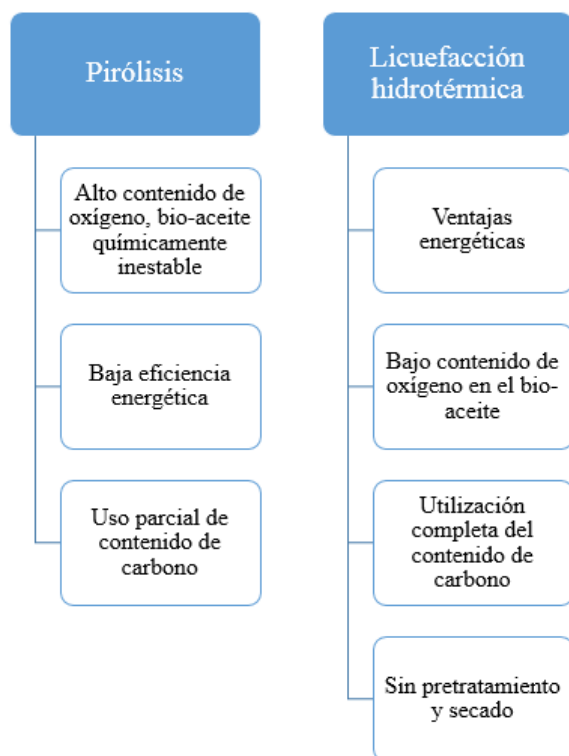 Pirólisis
Alto contenido de
oxígeno, bio-aceite
químicamente
inestable
Baja eficiencia
energética
Uso parcial de
contenido de
carbono
Licuefacción
hidrotérmica
Ventajas
energéticas
Bajo contenido de
oxígeno en el bio-
aceite
Utilización
completa del
contenido de
carbono
Sin pretratamiento
y secado